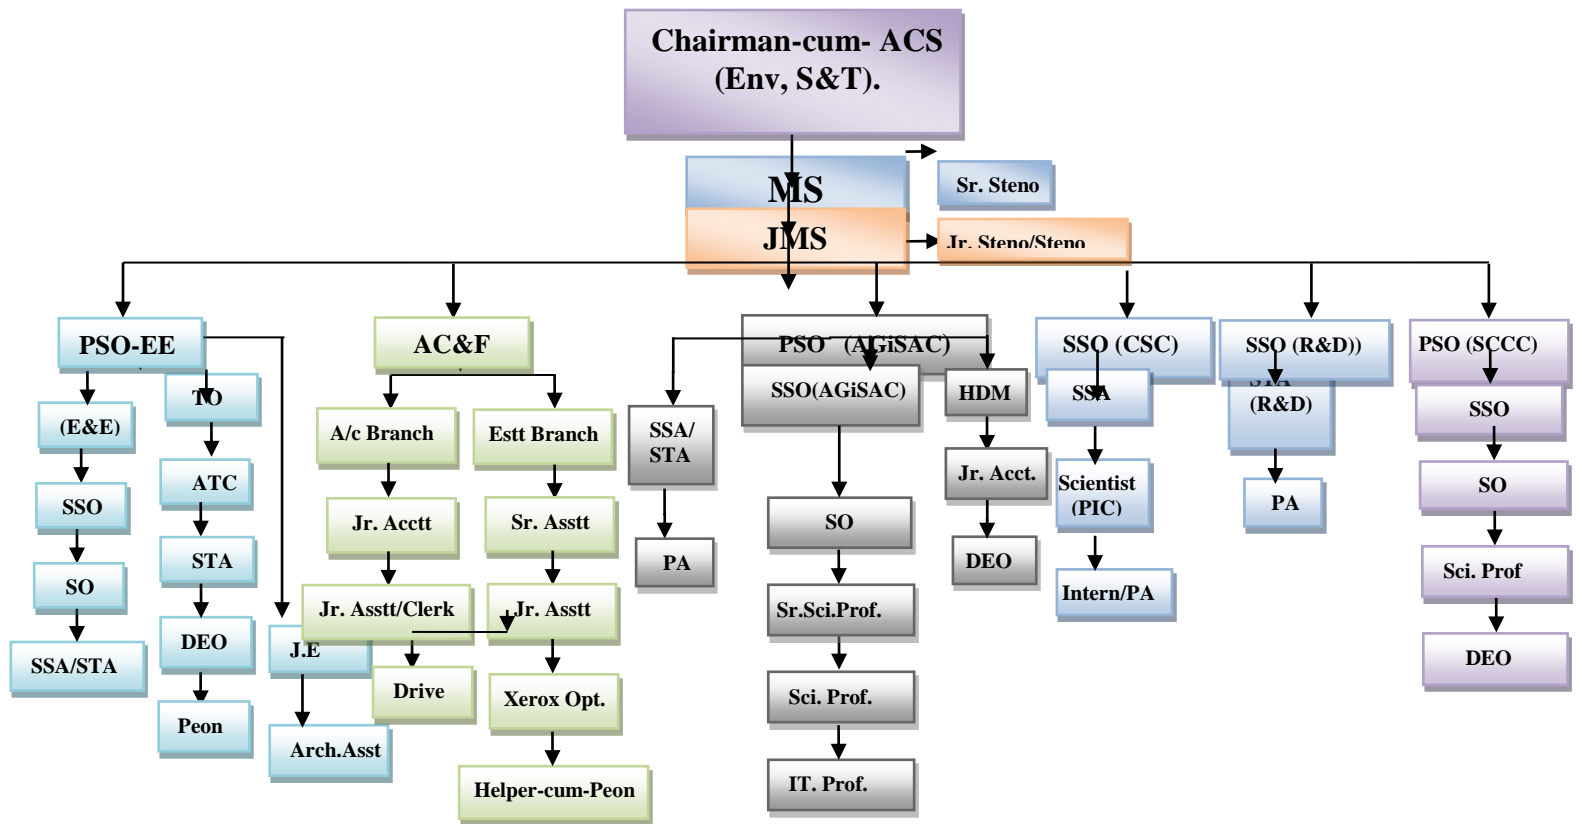 Chairman-cum- ACS
(Env, S&T).
MS
Sr. Steno
JMS
Jr. Steno/Steno
PSO-EE
(E&E)
SSO
SO
SSA/STA
TO
ATC
STA
DEO
Peon
J.E
Arch.Asst
AC&F
A/c Branch
Jr. Acctt
Jr. Asstt/Clerk
Drive
Estt Branch
Sr. Asstt
Jr. Asstt
Xerox Opt.
Helper-cum-Peon
PSO (AGiSAC)
SSA/
STA
PA
SSO(AGiSAC)
SO
Sr.Sci.Prof.
Sci. Prof.
IT. Prof.
HDM
Jr. Acct.
DEO
SSO (CSC)
SSA
Scientist
(PIC)
Intern/PA
SSO (R&D))
STA
(R&D)
PA
PSO (SCCC)
SSO
SO
Sci. Prof
DEO